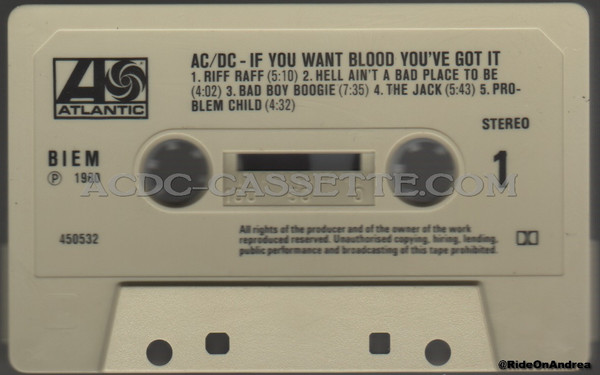 AC/DC - IF YOU WANT BLOOD YOU'VE GOT IT
1. RIFF RAFF (5:10) 2. HELL AIN'T A BAD PLACE TO BE
(4:02) 3. BAD BOY BOOGIE (7:35) 4. THE JACK (5:43) 5. PRO-
BLEM CHILD (4:32)
ATLANTIC
STEREO
BIEM
1
Ⓟ 1980
ACDC-CASSETTE.COM
450532
All rights of the producer and of the owner of the work
reproduced reserved. Unauthorised copying, hiring, lending,
public performance and broadcasting of this tape prohibited.
@RideOnAndrea